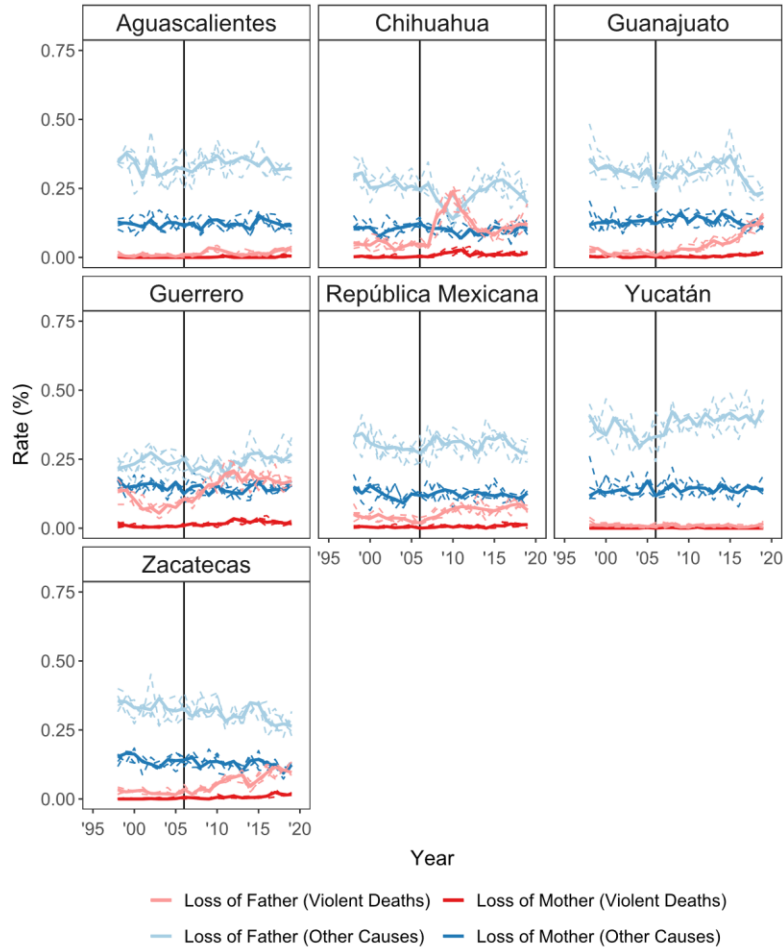 Aguascalientes
Chihuahua
Guanajuato
0.75
0.50
0.25
0.00
Guerrero
República Mexicana
Yucatán
0.75
0.50
0.25
0.00
Rate (%)
'95 '00 '05 '10 '15 '20
'95 '00 '05 '10 '15 '20
Zacatecas
0.75
0.50
0.25
0.00
'95 '00 '05 '10 '15 '20
Year
Loss of Father (Violent Deaths)
Loss of Mother (Violent Deaths)
Loss of Father (Other Causes)
Loss of Mother (Other Causes)